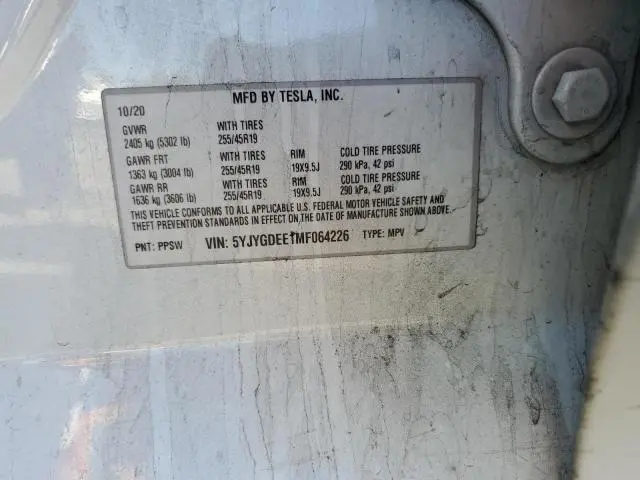 MFD BY TESLA, INC.
10/20
GVWR WITH TIRES
2405 kg (5302 lb) 255/45R19
GAWR FRT WITH TIRES RIM COLD TIRE PRESSURE
1363 kg (3004 lb) 255/45R19 19X9.5J 290 kPa, 42 psi
GAWR RR WITH TIRES RIM COLD TIRE PRESSURE
1636 kg (3606 lb) 255/45R19 19X9.5J 290 kPa, 42 psi
THIS VEHICLE CONFORMS TO ALL APPLICABLE U.S. FEDERAL MOTOR VEHICLE SAFETY AND
THEFT PREVENTION STANDARDS IN EFFECT ON THE DATE OF MANUFACTURE SHOWN ABOVE.
PNT: PPSW VIN: 5YJYGDEE1MF064226 TYPE: MPV